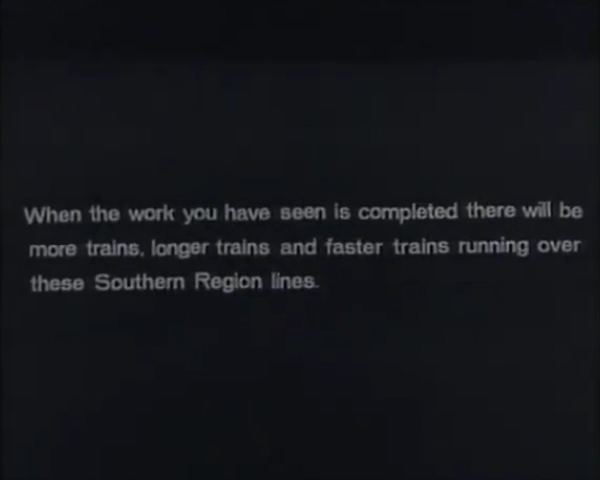 When the work you have seen is completed there will be
more trains, longer trains and faster trains running over
these Southern Region lines.